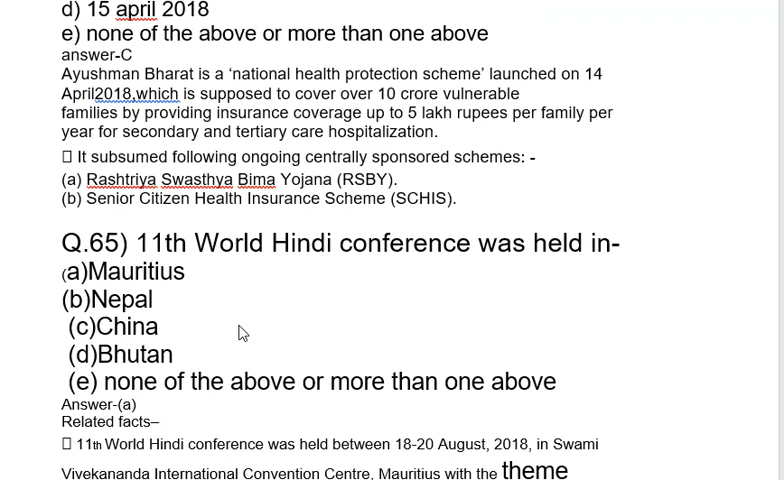 d) 15 april 2018
e) none of the above or more than one above
answer-C
Ayushman Bharat is a ‘national health protection scheme’ launched on 14
April2018,which is supposed to cover over 10 crore vulnerable
families by providing insurance coverage up to 5 lakh rupees per family per
year for secondary and tertiary care hospitalization.
 It subsumed following ongoing centrally sponsored schemes: -
(a) Rashtriya Swasthya Bima Yojana (RSBY).
(b) Senior Citizen Health Insurance Scheme (SCHIS).
Q.65) 11th World Hindi conference was held in-
(a)Mauritius
(b)Nepal
(c)China
(d)Bhutan
(e) none of the above or more than one above
Answer-(a)
Related facts–
 11th World Hindi conference was held between 18-20 August, 2018, in Swami
Vivekananda International Convention Centre, Mauritius with the theme